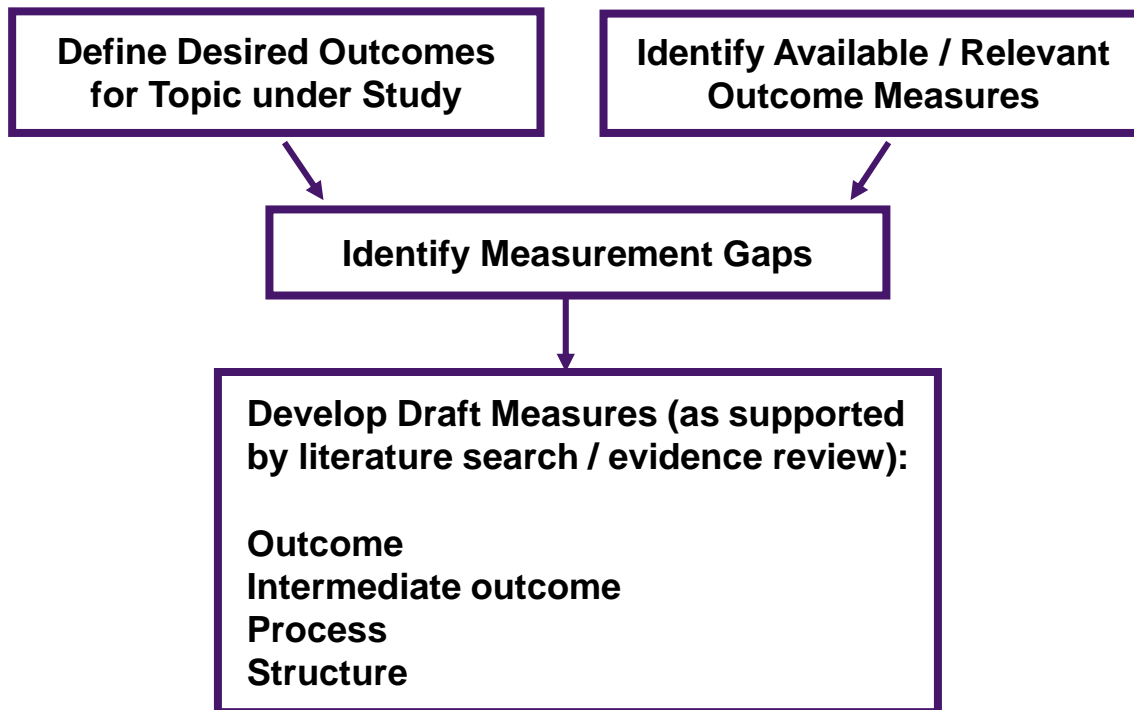 Define Desired Outcomes
for Topic under Study
Identify Available / Relevant
Outcome Measures
Identify Measurement Gaps
Develop Draft Measures (as supported
by literature search / evidence review):
Outcome
Intermediate outcome
Process
Structure